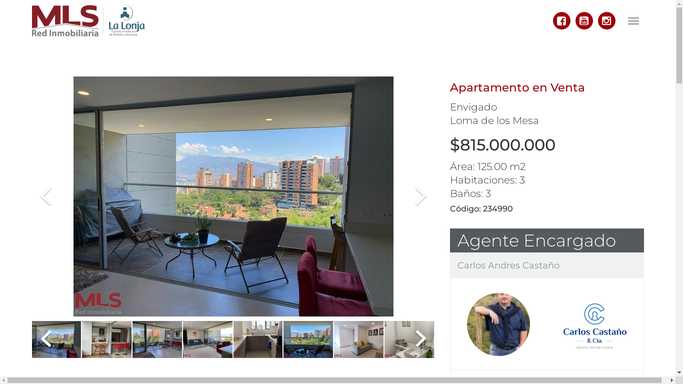 MLS
Red Inmobiliaria
La Lonja
Apartamento en Venta
Envigado
Loma de los Mesa
$815.000.000
Área: 125.00 m2
Habitaciones: 3
Baños: 3
Código: 234990
MLS
Red Inmobiliaria
Agente Encargado
Carlos Andres Castaño
Carlos Castaño
& Cia.